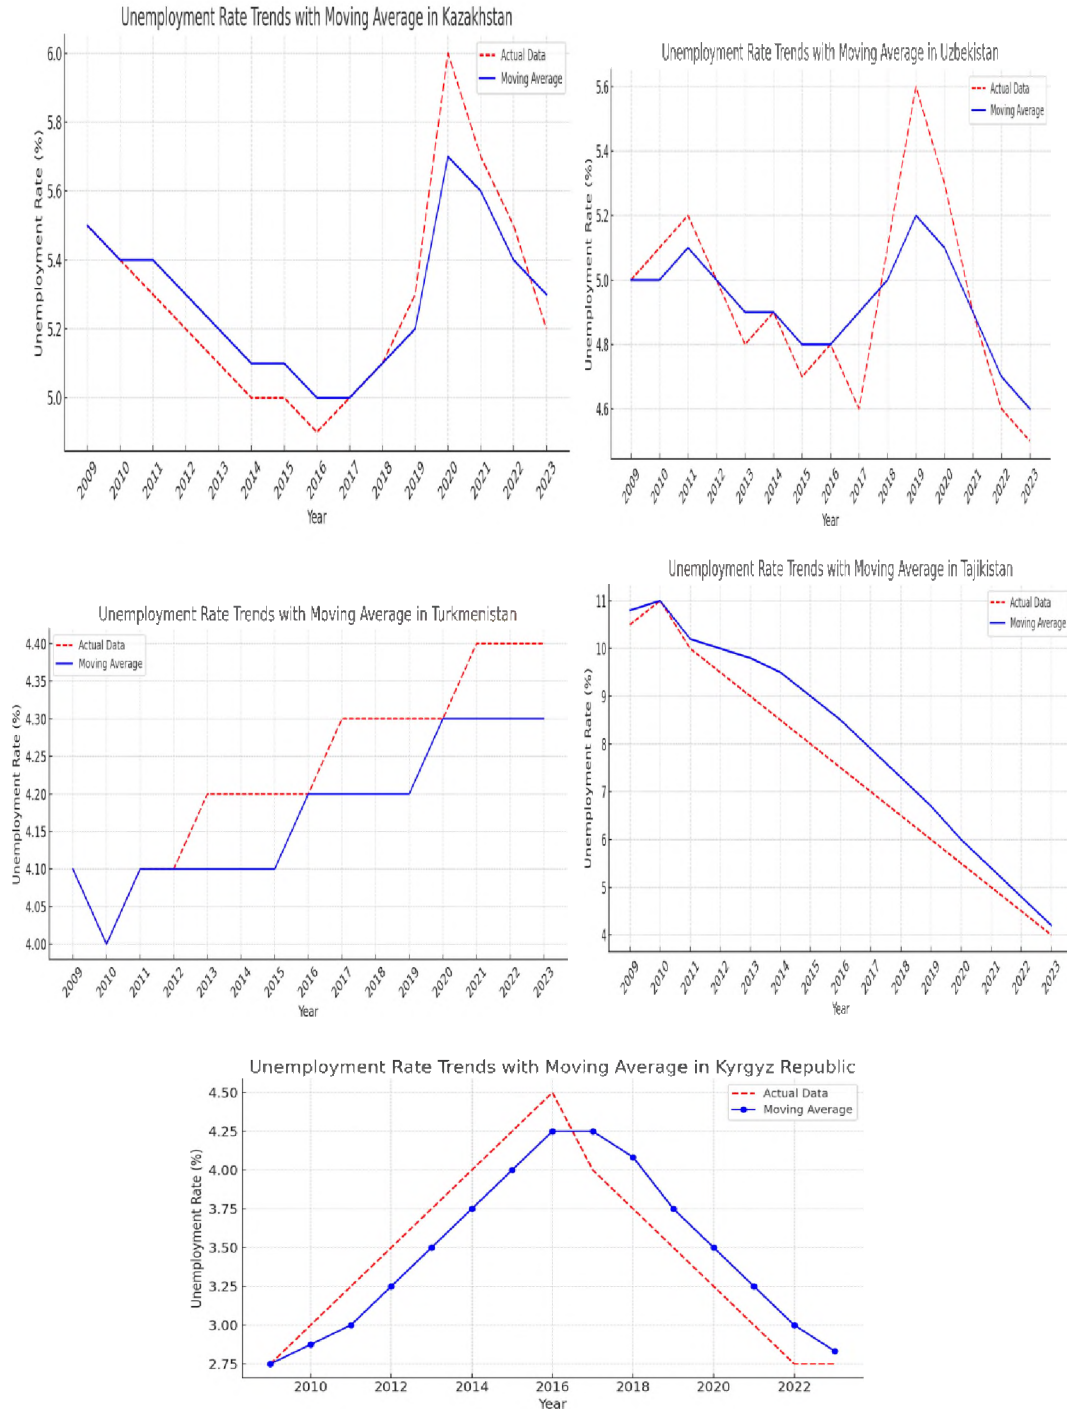 Unemployment Rate Trends with Moving Average in Kazakhstan
Actual Data
Moving Average
Unemployment Rate (%)
6.0
5.8
5.6
5.4
5.2
5.0
2009 2010 2011 2012 2013 2014 2015 2016 2017 2018 2019 2020 2021 2022 2023
Year
Unemployment Rate Trends with Moving Average in Uzbekistan
Actual Data
Moving Average
Unemployment Rate (%)
5.6
5.4
5.2
5.0
4.8
4.6
2009 2010 2011 2012 2013 2014 2015 2016 2017 2018 2019 2020 2021 2022 2023
Year
Unemployment Rate Trends with Moving Average in Turkmenistan
Actual Data
Moving Average
Unemployment Rate (%)
4.40
4.35
4.30
4.25
4.20
4.15
4.10
4.05
4.00
2009 2010 2011 2012 2013 2014 2015 2016 2017 2018 2019 2020 2021 2022 2023
Year
Unemployment Rate Trends with Moving Average in Tajikistan
Actual Data
Moving Average
Unemployment Rate (%)
11
10
9
8
7
6
5
4
2009 2010 2011 2012 2013 2014 2015 2016 2017 2018 2019 2020 2021 2022 2023
Year
Unemployment Rate Trends with Moving Average in Kyrgyz Republic
Actual Data
Moving Average
Unemployment Rate (%)
4.50
4.25
4.00
3.75
3.50
3.25
3.00
2.75
2010 2012 2014 2016 2018 2020 2022
Year